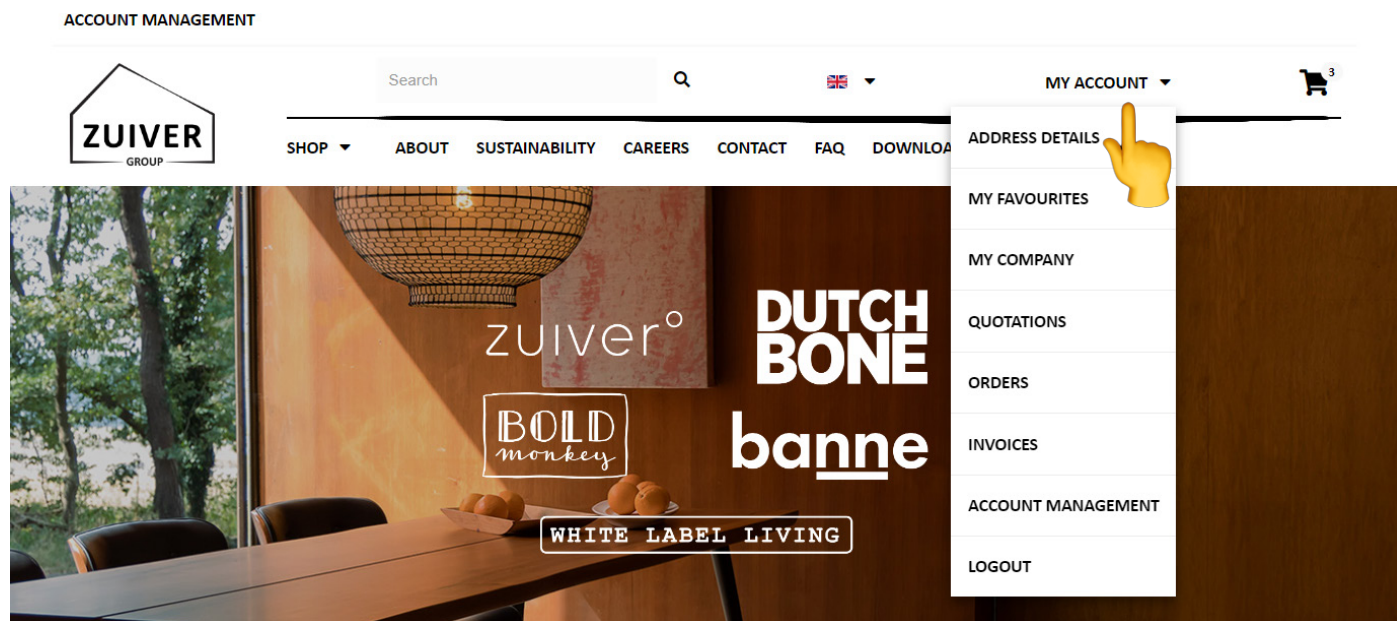 ACCOUNT MANAGEMENT
ZUIVER
GROUP
Search
MY ACCOUNT
3
SHOP
ABOUT
SUSTAINABILITY
CAREERS
CONTACT
FAQ
DOWNLOA
ADDRESS DETAILS
MY FAVOURITES
MY COMPANY
QUOTATIONS
ORDERS
INVOICES
ACCOUNT MANAGEMENT
LOGOUT
zuiver
DUTCH
BONE
BOLD
monkey
banne
WHITE LABEL LIVING